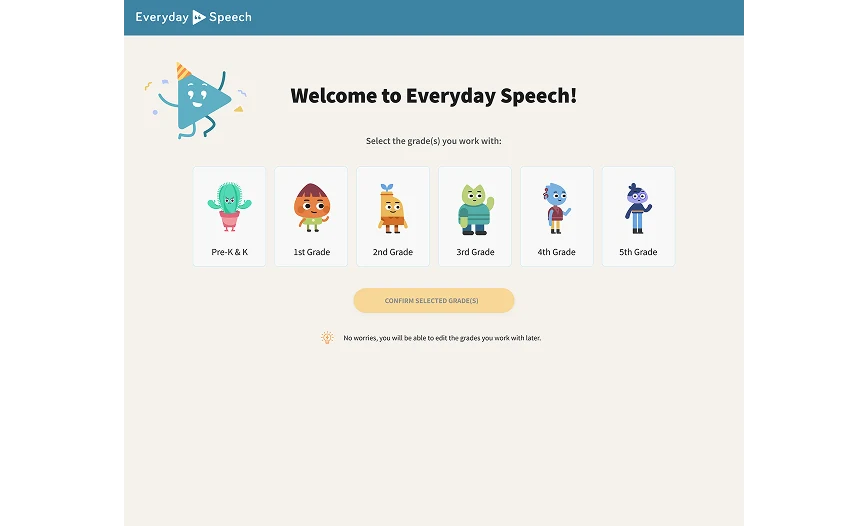 Everyday Speech
Welcome to Everyday Speech!
Select the grade(s) you work with:
Pre-K & K
1st Grade
2nd Grade
3rd Grade
4th Grade
5th Grade
CONFIRM SELECTED GRADE(S)
No worries, you will be able to edit the grades you work with later.